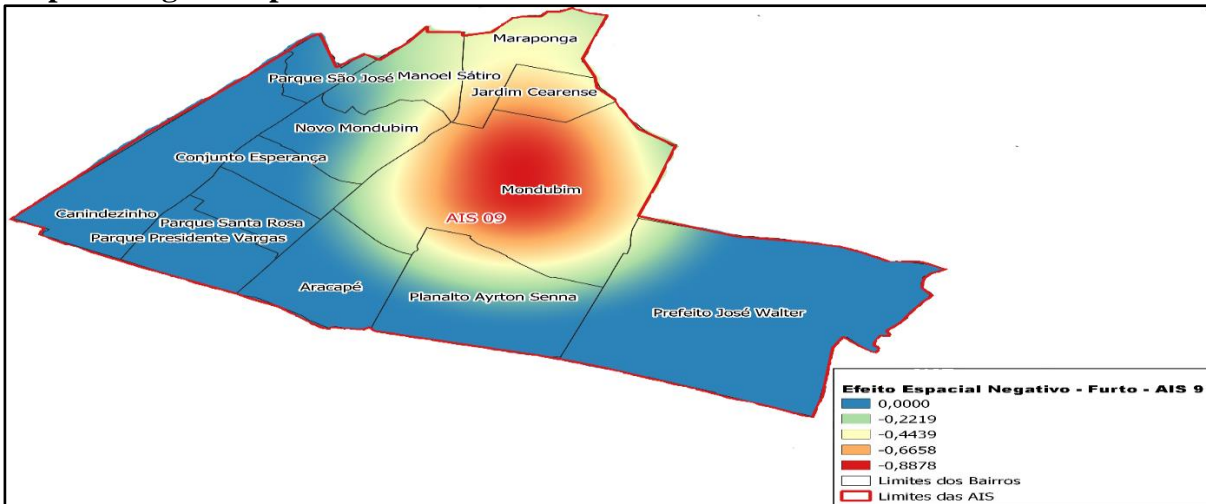 Maraponga
Parque São José
Manoel Sátiro
Jardim Cearense
Novo Mondubim
Conjunto Esperança
Mondubim
Canindezinho
Parque Santa Rosa
AIS 09
Parque Presidente Vargas
Aracapé
Planalto Ayrton Senna
Prefeito José Walter
Efeito Espacial Negativo - Furto - AIS 9
0,0000
-0,2219
-0,4439
-0,6658
-0,8878
Limites dos Bairros
Limites das AIS